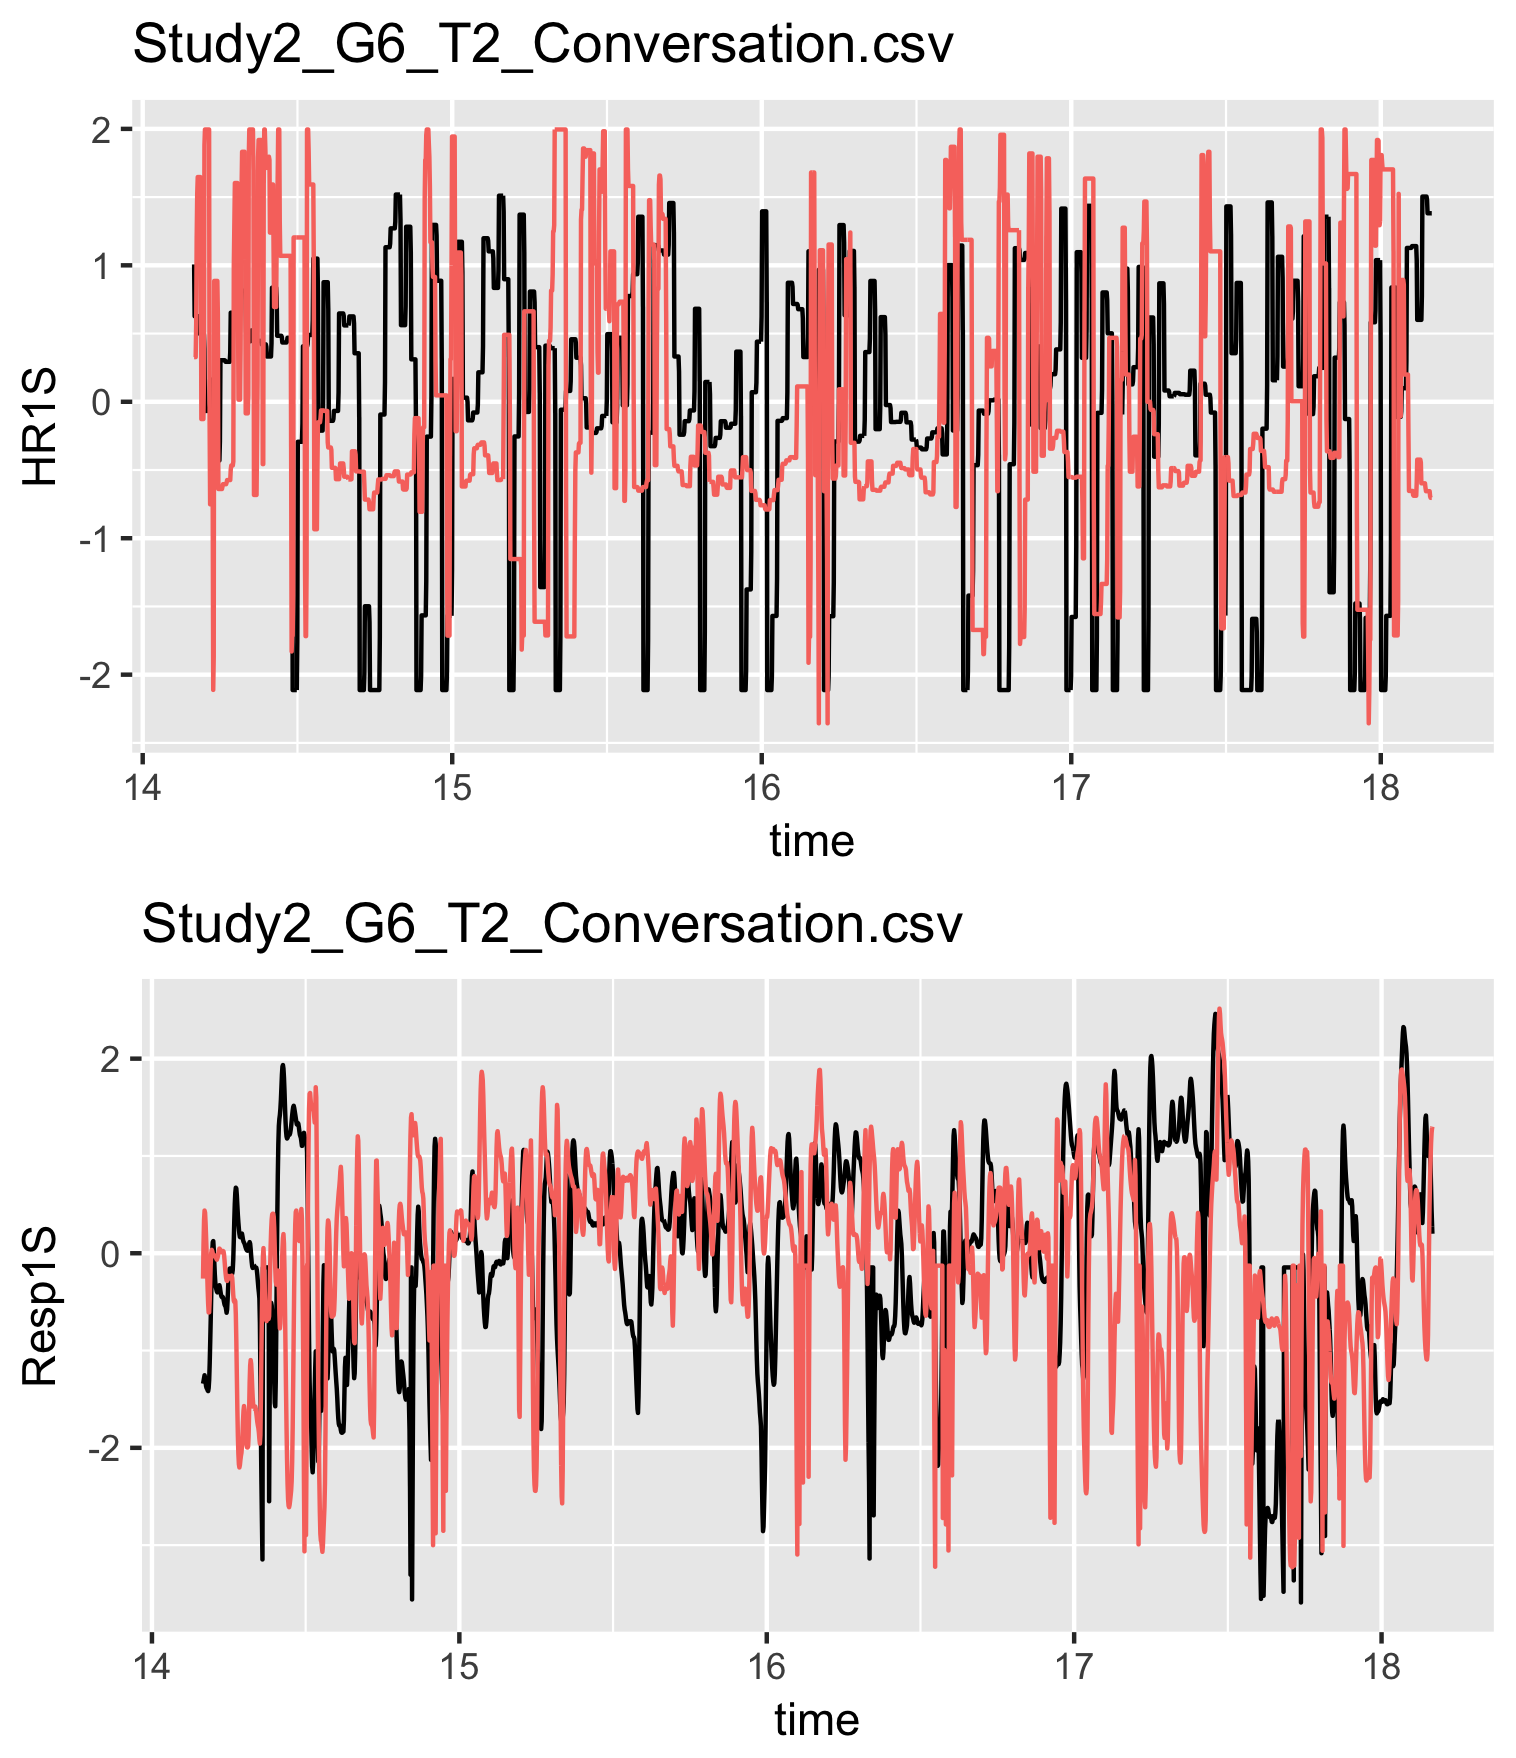 Study2_G6_T2_Conversation.csv
HR1S
2
1
0
-1
-2
14 15 16 17 18
time
Study2_G6_T2_Conversation.csv
Resp1S
2
0
-2
14 15 16 17 18
time